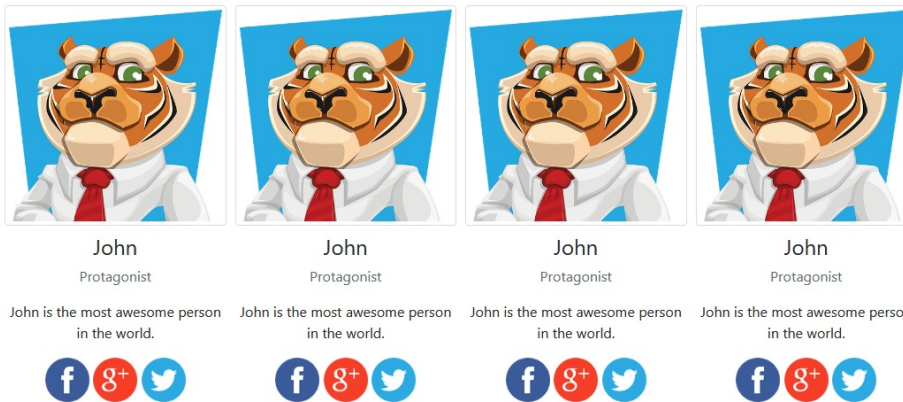 John John John John
Protagonist Protagonist Protagonist Protagonist
John is the most awesome person John is the most awesome person John is the most awesome person John is the most awesome perso
in the world. in the world. in the world. in the world.
f g+ f g+ f g+ f g+